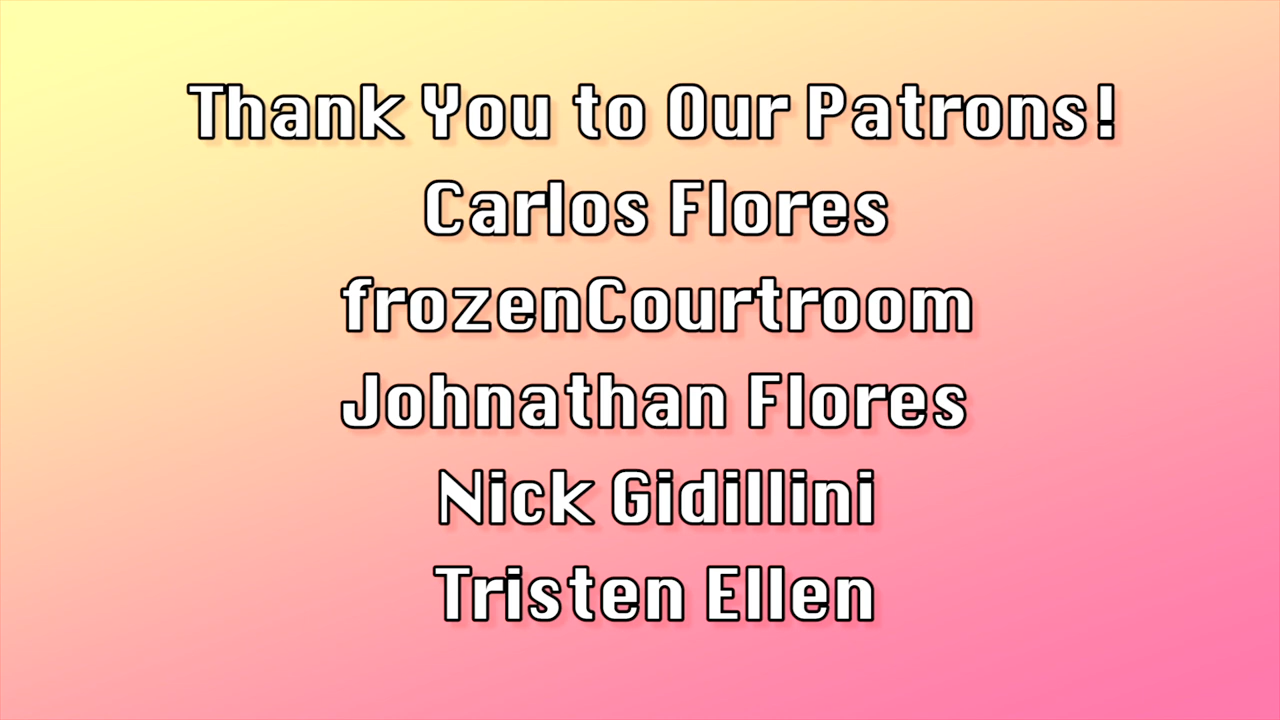 Thank You to Our Patrons!
Carlos Flores
frozenCourtroom
Johnathan Flores
Nick Gidillini
Tristen Ellen